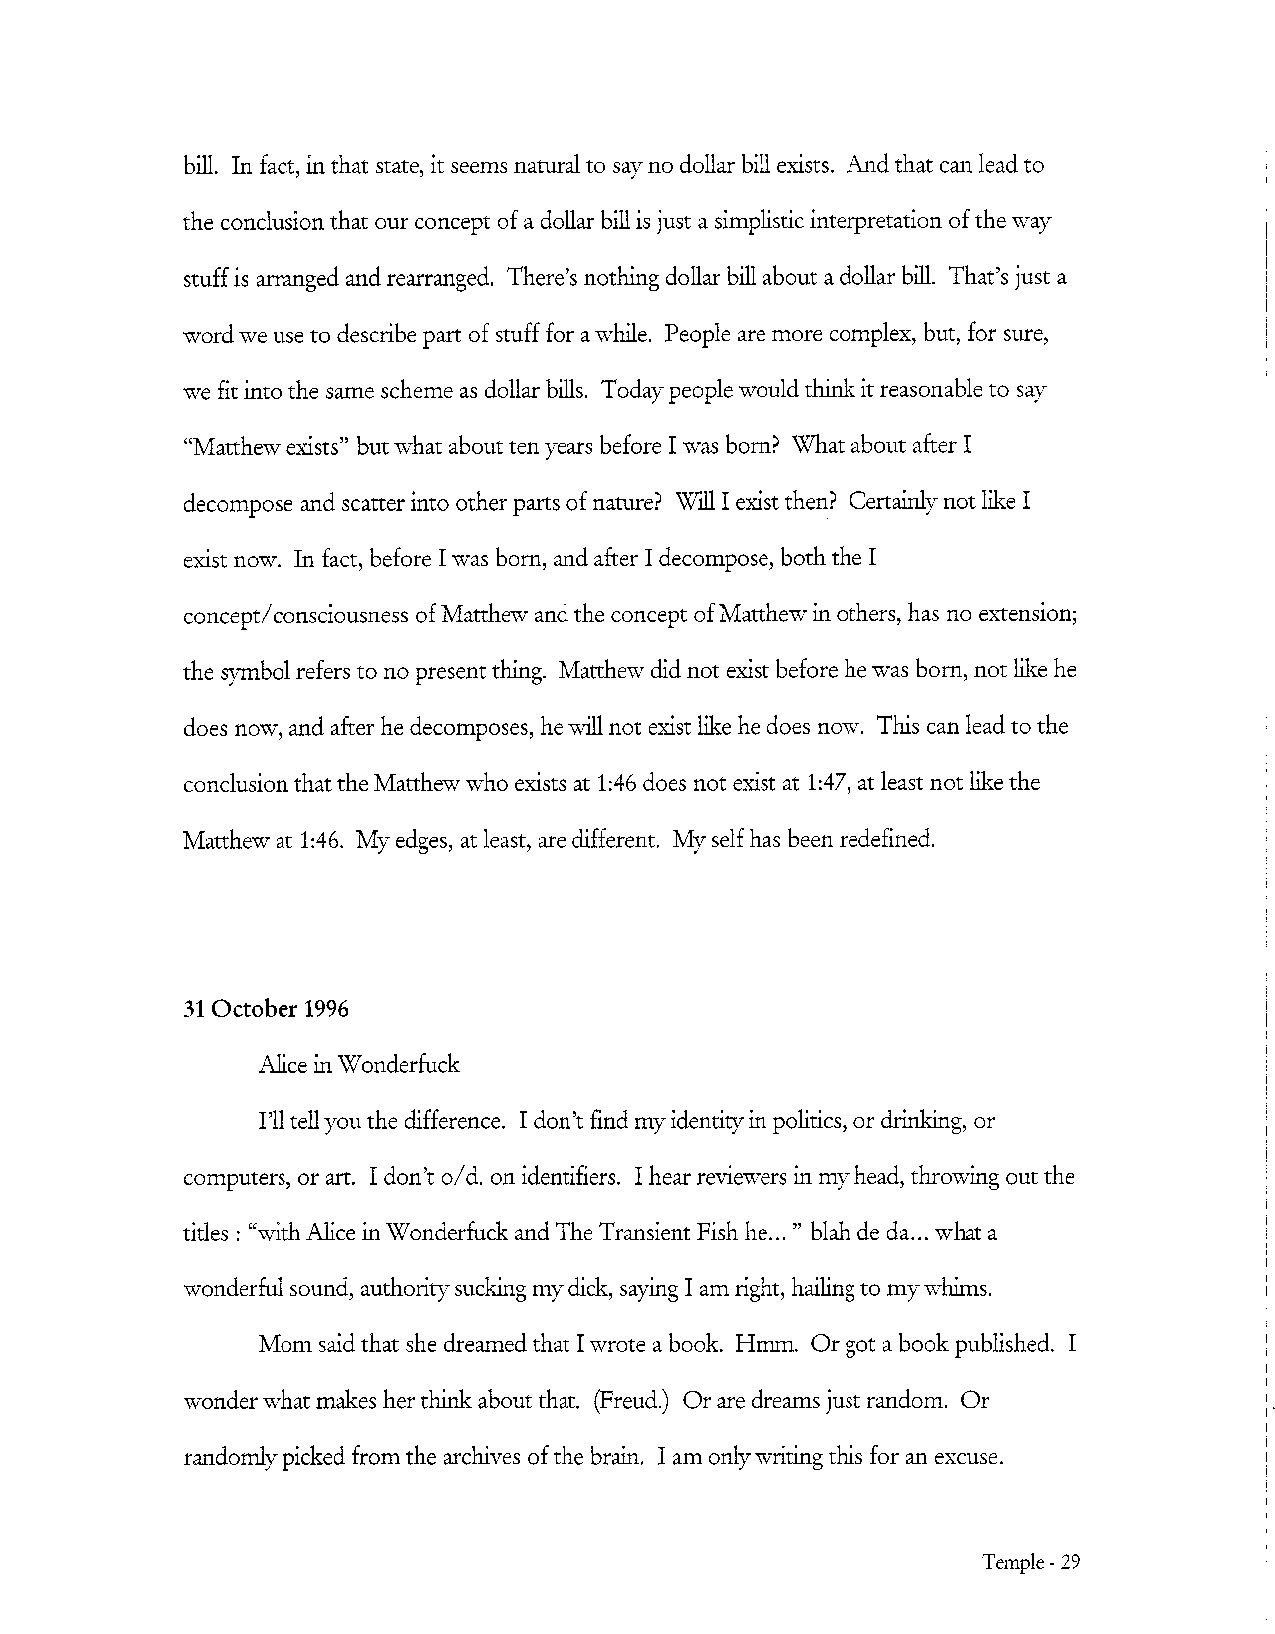 bill. In fact, in that state, it seems natural to say no dollar bill exists. And that can lead to
the conclusion that our concept of a dollar bill is just a simplistic interpretation of the way
stuff is arranged and rearranged. There's nothing dollar bill about a dollar bill. That's just a
word we use to describe part of stuff for a while. People are more complex, but, for sure,
we fit into the same scheme as dollar bills. Today people would think it reasonable to say
“Matthew exists” but what about ten years before I was born? What about after I
decompose and scatter into other parts of nature? Will I exist then? Certainly not like I
exist now. In fact, before I was born, and after I decompose, both the I
concept/consciousness of Matthew and the concept of Matthew in others, has no extension;
the symbol refers to no present thing. Matthew did not exist before he was born, not like he
does now, and after he decomposes, he will not exist like he does now. This can lead to the
conclusion that the Matthew who exists at 1:46 does not exist at 1:47, at least not like the
Matthew at 1:46. My edges, at least, are different. My self has been redefined.
31 October 1996
Alice in Wonderfuck
I'll tell you the difference. I don't find my identity in politics, or drinking, or
computers, or art. I don't o/d. on identifiers. I hear reviewers in my head, throwing out the
titles : “with Alice in Wonderfuck and The Transient Fish he... ” blah de da... what a
wonderful sound, authority sucking my dick, saying I am right, hailing to my whims.
Mom said that she dreamed that I wrote a book. Hmm. Or got a book published. I
wonder what makes her think about that. (Freud.) Or are dreams just random. Or
randomly picked from the archives of the brain. I am only writing this for an excuse.
Temple - 29